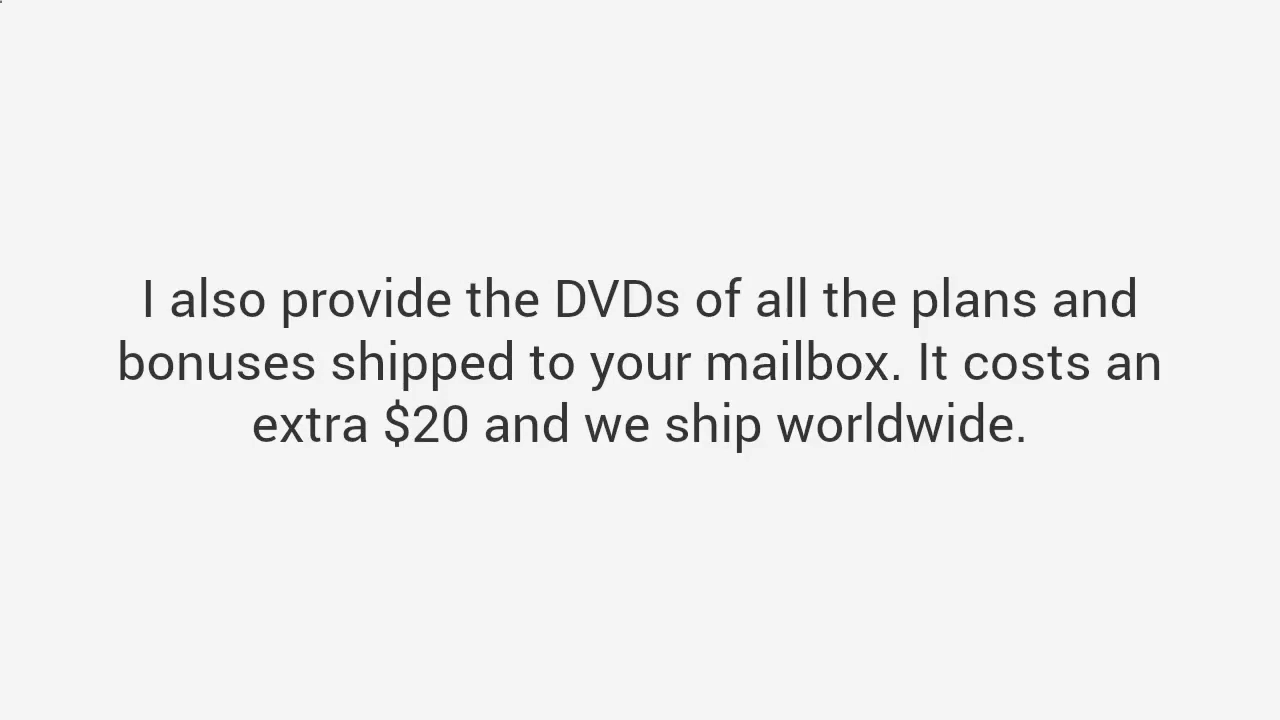 I also provide the DVDs of all the plans and
bonuses shipped to your mailbox. It costs an
extra $20 and we ship worldwide.